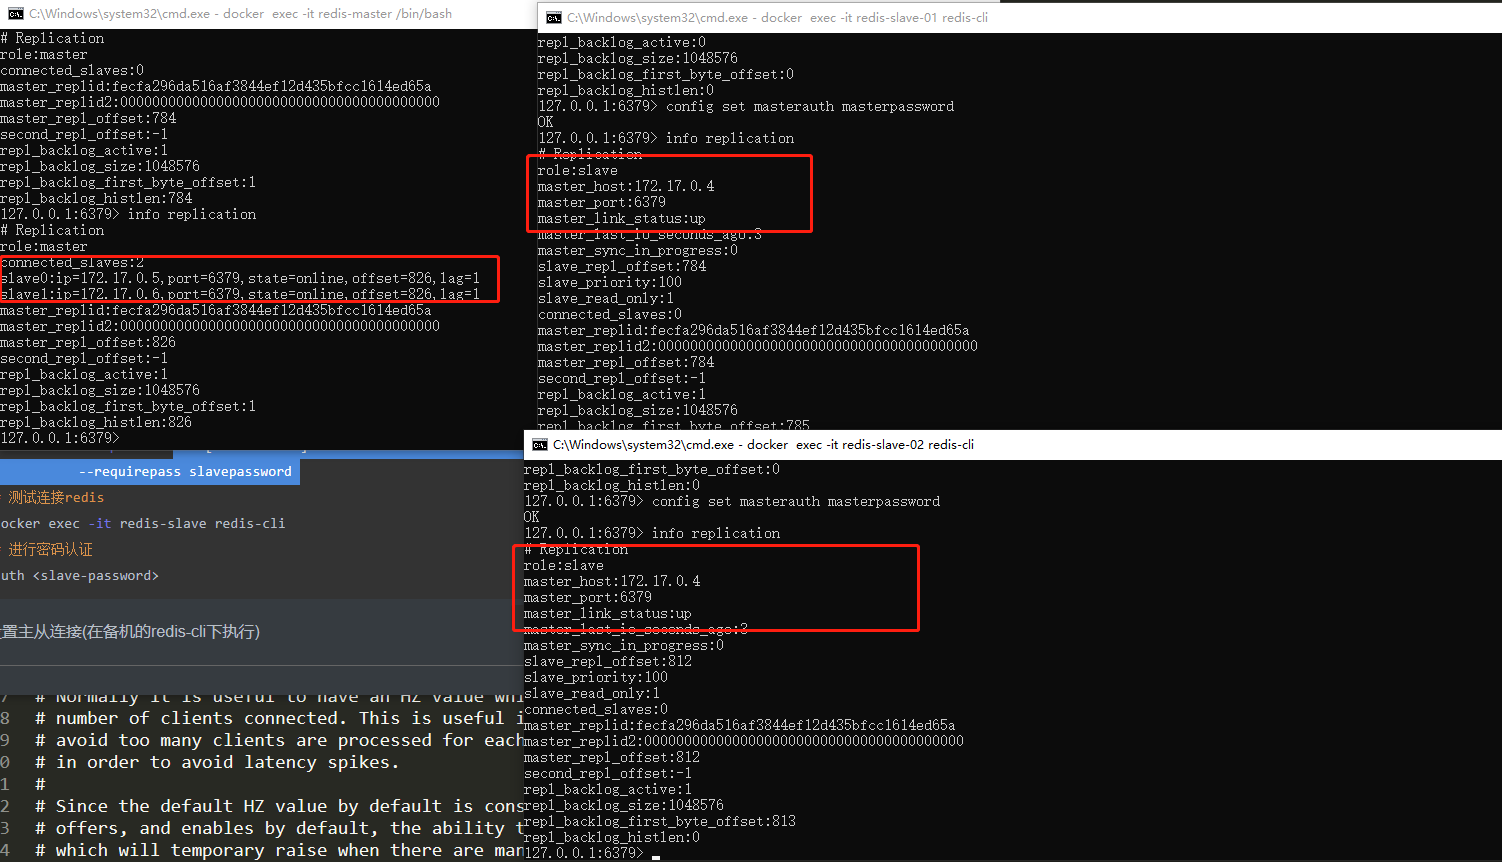 C:\Windows\system32\cmd.exe - docker  exec -it redis-master /bin/bash
# Replication
role:master
connected_slaves:0
master_replid:fecfa296da516af3844ef12d435bfcc1614ed65a
master_replid2:0000000000000000000000000000000000000000
master_repl_offset:784
second_repl_offset:-1
repl_backlog_active:1
repl_backlog_size:1048576
repl_backlog_first_byte_offset:1
repl_backlog_histlen:784
127.0.0.1:6379> info replication
# Replication
role:master
connected_slaves:2
slave0:ip=172.17.0.5,port=6379,state=online,offset=826,lag=1
slave1:ip=172.17.0.6,port=6379,state=online,offset=826,lag=1
master_replid:fecfa296da516af3844ef12d435bfcc1614ed65a
master_replid2:0000000000000000000000000000000000000000
master_repl_offset:826
second_repl_offset:-1
repl_backlog_active:1
repl_backlog_size:1048576
repl_backlog_first_byte_offset:1
repl_backlog_histlen:826
127.0.0.1:6379>
C:\Windows\system32\cmd.exe - docker  exec -it redis-slave-01 redis-cli
repl_backlog_active:0
repl_backlog_size:1048576
repl_backlog_first_byte_offset:0
repl_backlog_histlen:0
127.0.0.1:6379> config set masterauth masterpassword
OK
127.0.0.1:6379> info replication
# Replication
role:slave
master_host:172.17.0.4
master_port:6379
master_link_status:up
master_last_io_seconds_ago:3
master_sync_in_progress:0
slave_repl_offset:784
slave_priority:100
slave_read_only:1
connected_slaves:0
master_replid:fecfa296da516af3844ef12d435bfcc1614ed65a
master_replid2:0000000000000000000000000000000000000000
master_repl_offset:784
second_repl_offset:-1
repl_backlog_active:1
repl_backlog_size:1048576
repl_backlog_first_byte_offset:785
C:\Windows\system32\cmd.exe - docker  exec -it redis-slave-02 redis-cli
repl_backlog_first_byte_offset:0
repl_backlog_histlen:0
127.0.0.1:6379> config set masterauth masterpassword
OK
127.0.0.1:6379> info replication
# Replication
role:slave
master_host:172.17.0.4
master_port:6379
master_link_status:up
master_last_io_seconds_ago:3
master_sync_in_progress:0
slave_repl_offset:812
slave_priority:100
slave_read_only:1
connected_slaves:0
master_replid:fecfa296da516af3844ef12d435bfcc1614ed65a
master_replid2:0000000000000000000000000000000000000000
master_repl_offset:812
second_repl_offset:-1
repl_backlog_active:1
repl_backlog_size:1048576
repl_backlog_first_byte_offset:813
repl_backlog_histlen:0
127.0.0.1:6379>
--requirepass slavepassword
测试连接redis
ocker exec -it redis-slave redis-cli
进行密码认证
uth <slave-password>
置主从连接(在备机的redis-cli下执行)
7 # Normally it is useful to have an HZ value whi
8 # number of clients connected. This is useful i
9 # avoid too many clients are processed for each
0 # in order to avoid latency spikes.
1 #
2 # Since the default HZ value by default is cons
3 # offers, and enables by default, the ability t
4 # which will temporary raise when there are man